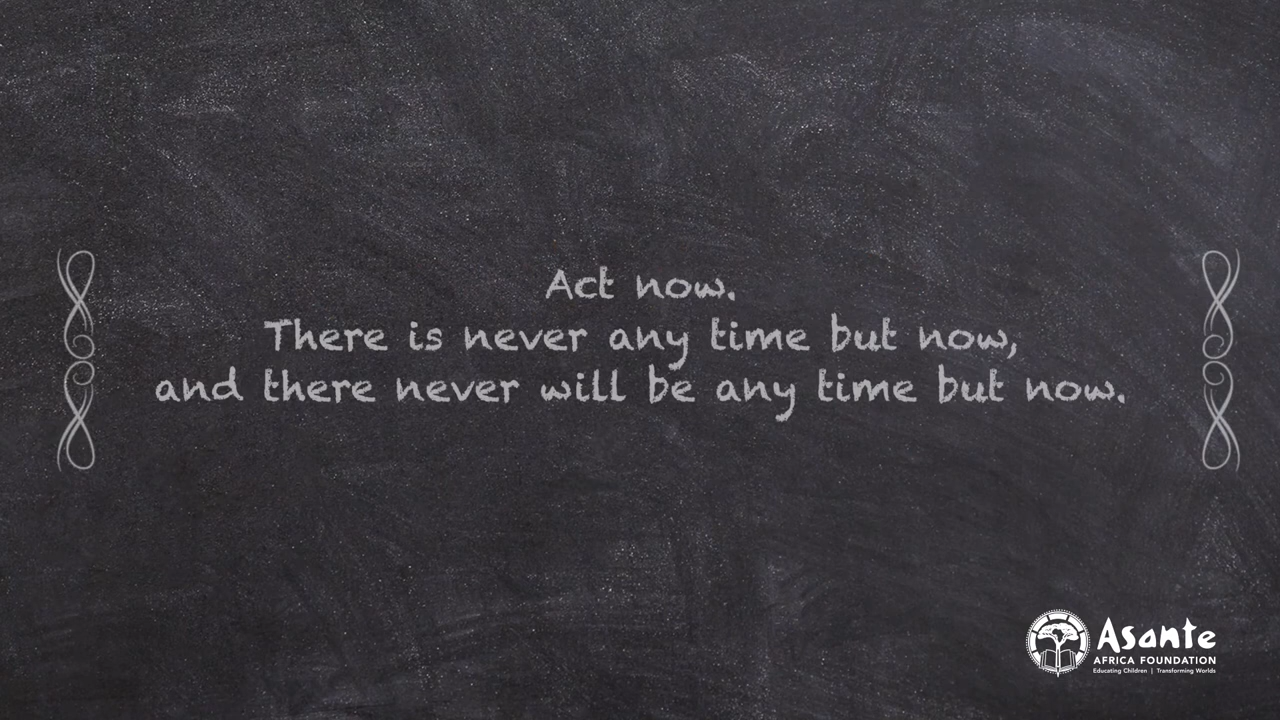 Act now.
There is never any time but now,
and there never will be any time but now.
Asante
AFRICA FOUNDATION
Educating Children | Transforming Worlds